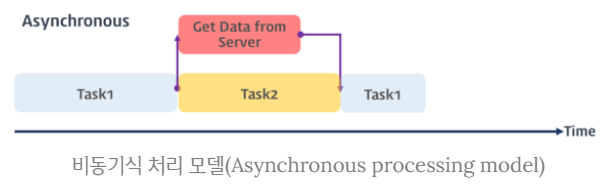 Asynchronous
Get Data from
Server
Task1
Task2
Task1
Time
비동기식 처리 모델(Asynchronous processing model)